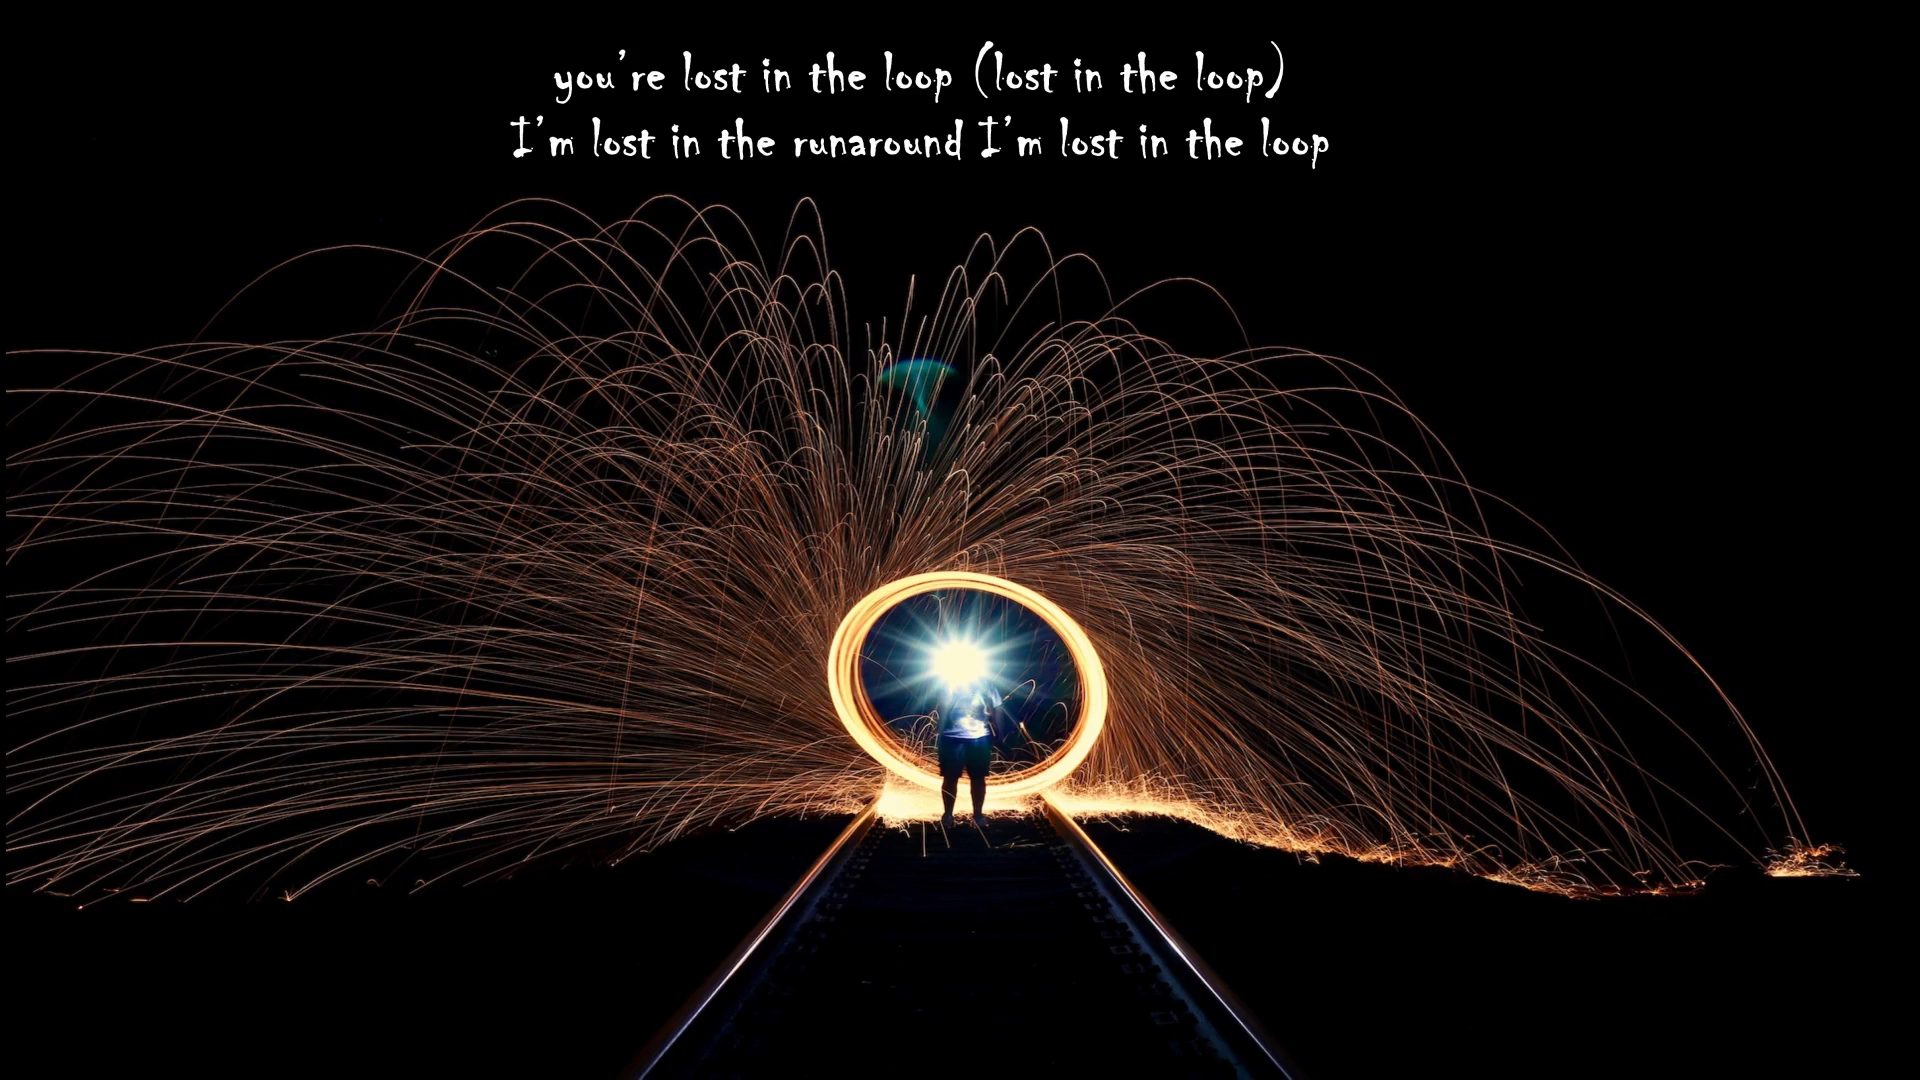 you're lost in the loop (lost in the loop)
I'm lost in the runaround I'm lost in the loop